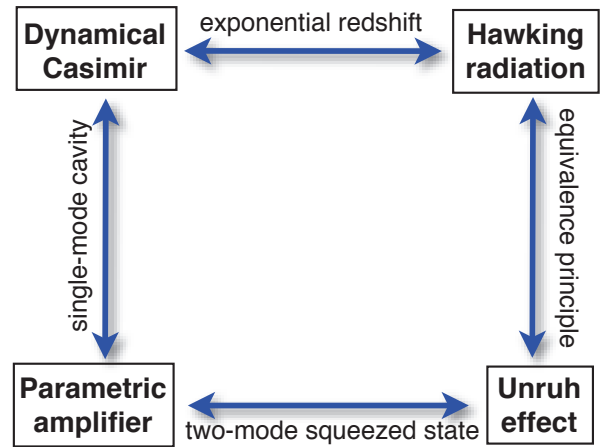 Dynamical
Casimir
exponential redshift
Hawking
radiation
single-mode cavity
equivalence principle
Parametric
amplifier
two-mode squeezed state
Unruh
effect